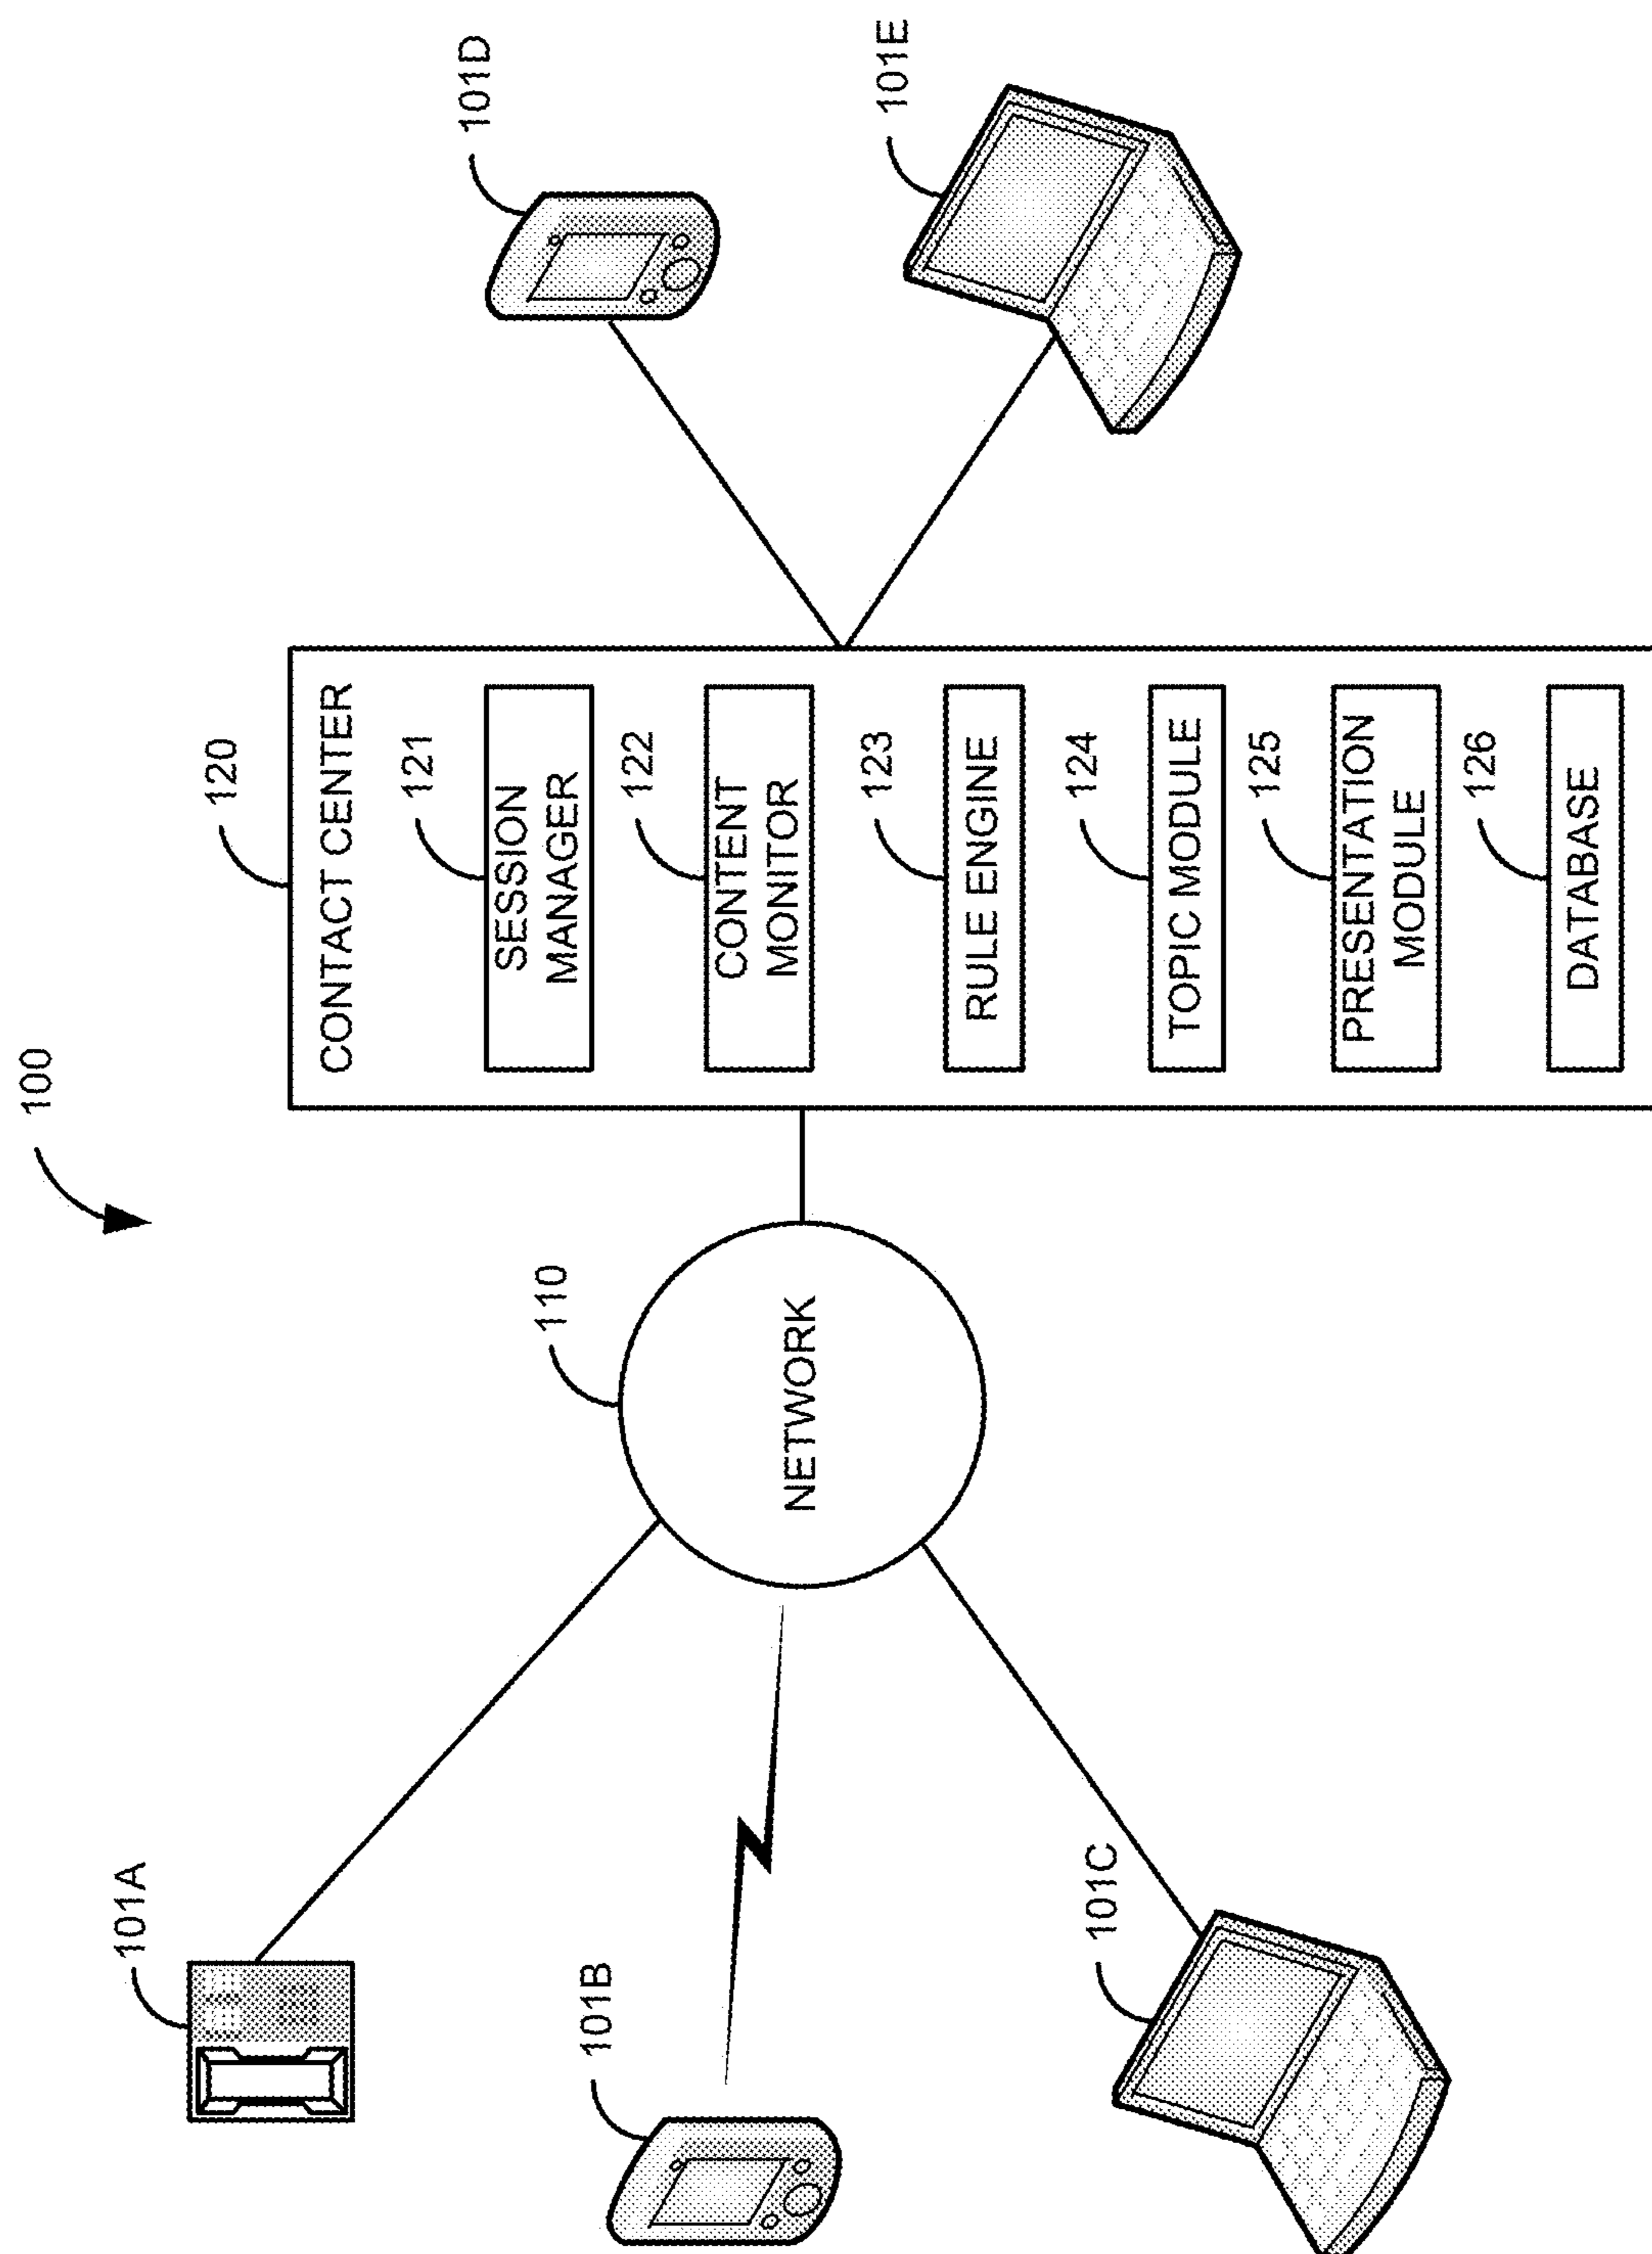 100
101A
101B
101C
110
NETWORK
120
CONTACT CENTER
121
SESSION
MANAGER
122
CONTENT
MONITOR
123
RULE ENGINE
124
TOPIC MODULE
125
PRESENTATION
MODULE
126
DATABASE
101D
101E